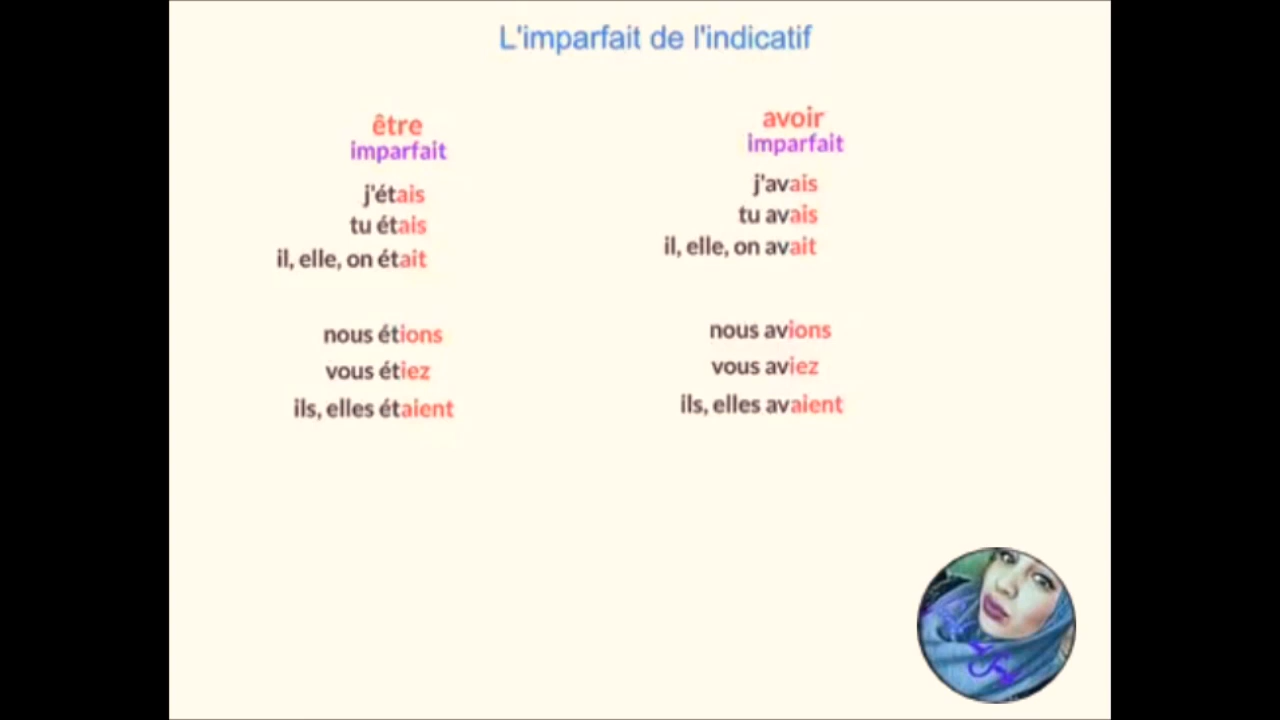 L'imparfait de l'indicatif
être
imparfait
j'étais
tu étais
il, elle, on était
nous étions
vous étiez
ils, elles étaient
avoir
imparfait
j'avais
tu avais
il, elle, on avait
nous avions
vous aviez
ils, elles avaient